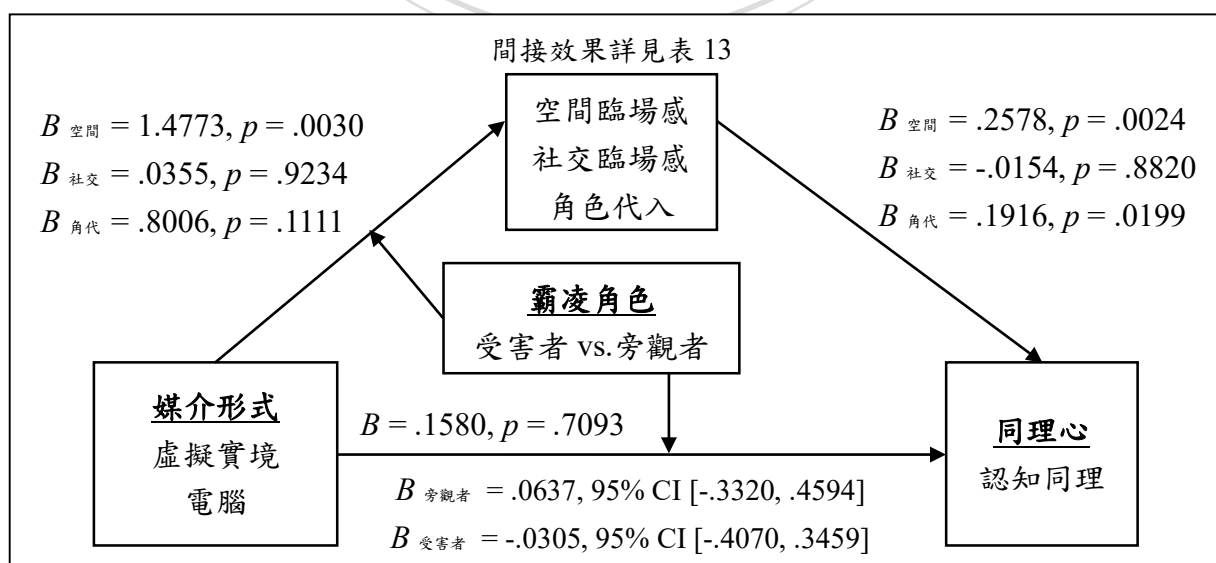 間接效果詳見表 13
B 空間 = 1.4773, p = .0030
B 社交 = .0355, p = .9234
B 角代 = .8006, p = .1111
空間臨場感
社交臨場感
角色代入
B 空間 = .2578, p = .0024
B 社交 = -.0154, p = .8820
B 角代 = .1916, p = .0199
霸凌角色
受害者 vs.旁觀者
媒介形式
虛擬實境
電腦
B = .1580, p = .7093
B 旁觀者 = .0637, 95% CI [-.3320, .4594]
B 受害者 = -.0305, 95% CI [-.4070, .3459]
同理心
認知同理